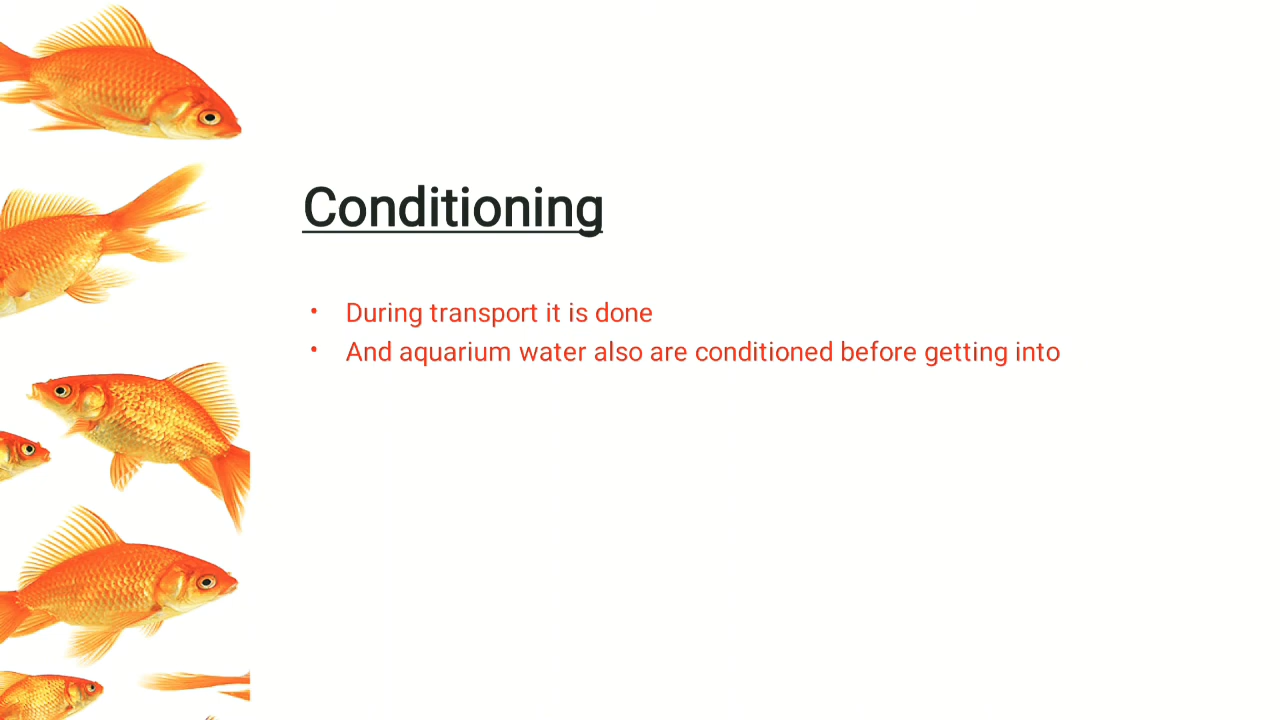 Conditioning
• During transport it is done
• And aquarium water also are conditioned before getting into